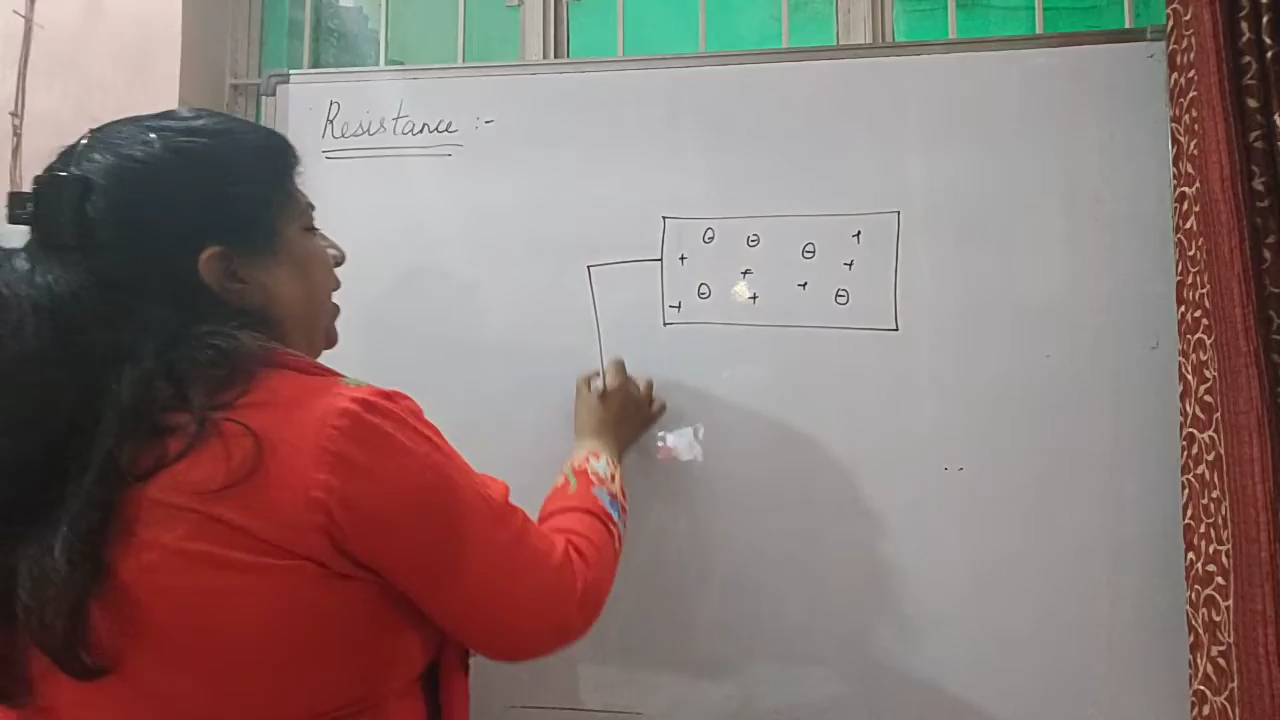 Resistance :-
⊖ ⊖ ⊖ +
+ + +
⊖ + + ⊖
+